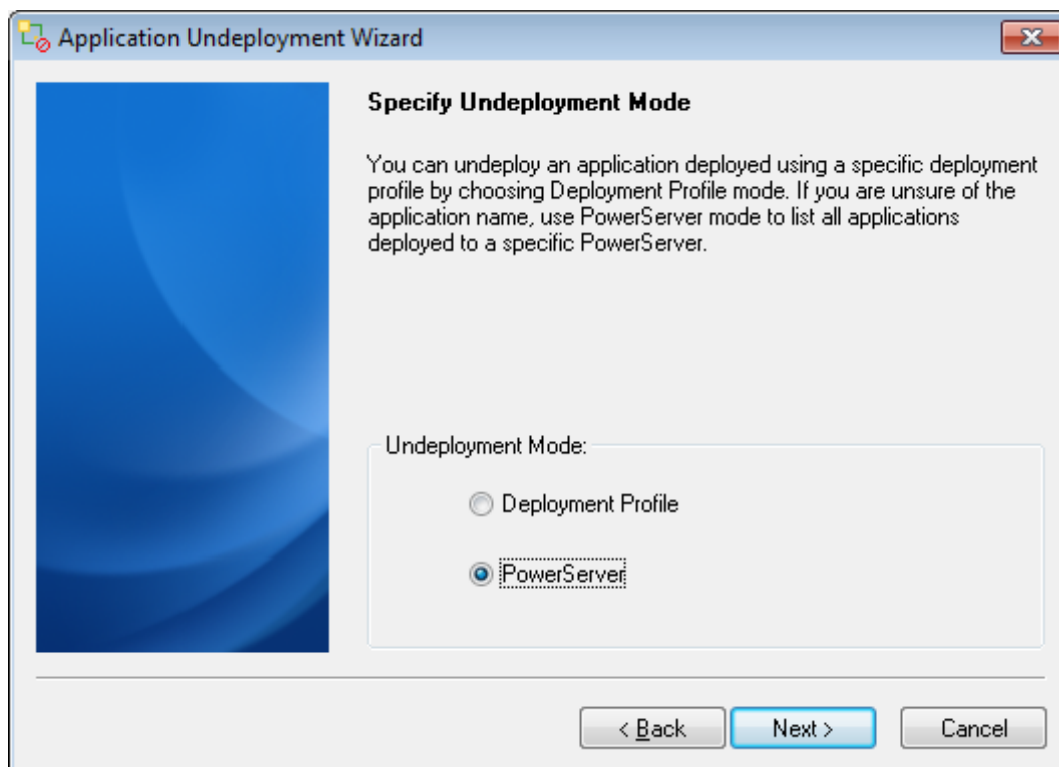 Application Undeployment Wizard
Specify Undeployment Mode
You can undeploy an application deployed using a specific deployment
profile by choosing Deployment Profile mode. If you are unsure of the
application name, use PowerServer mode to list all applications
deployed to a specific PowerServer.
Undeployment Mode:
Deployment Profile
PowerServer
< Back
Next >
Cancel